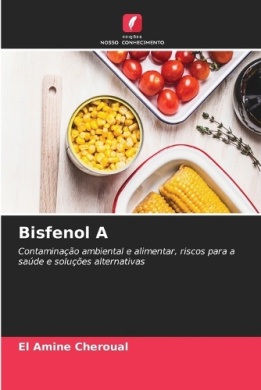 edições
NOSSO CONHECIMENTO
Bisfenol A
Contaminação ambiental e alimentar, riscos para a
saúde e soluções alternativas
El Amine Cheroual